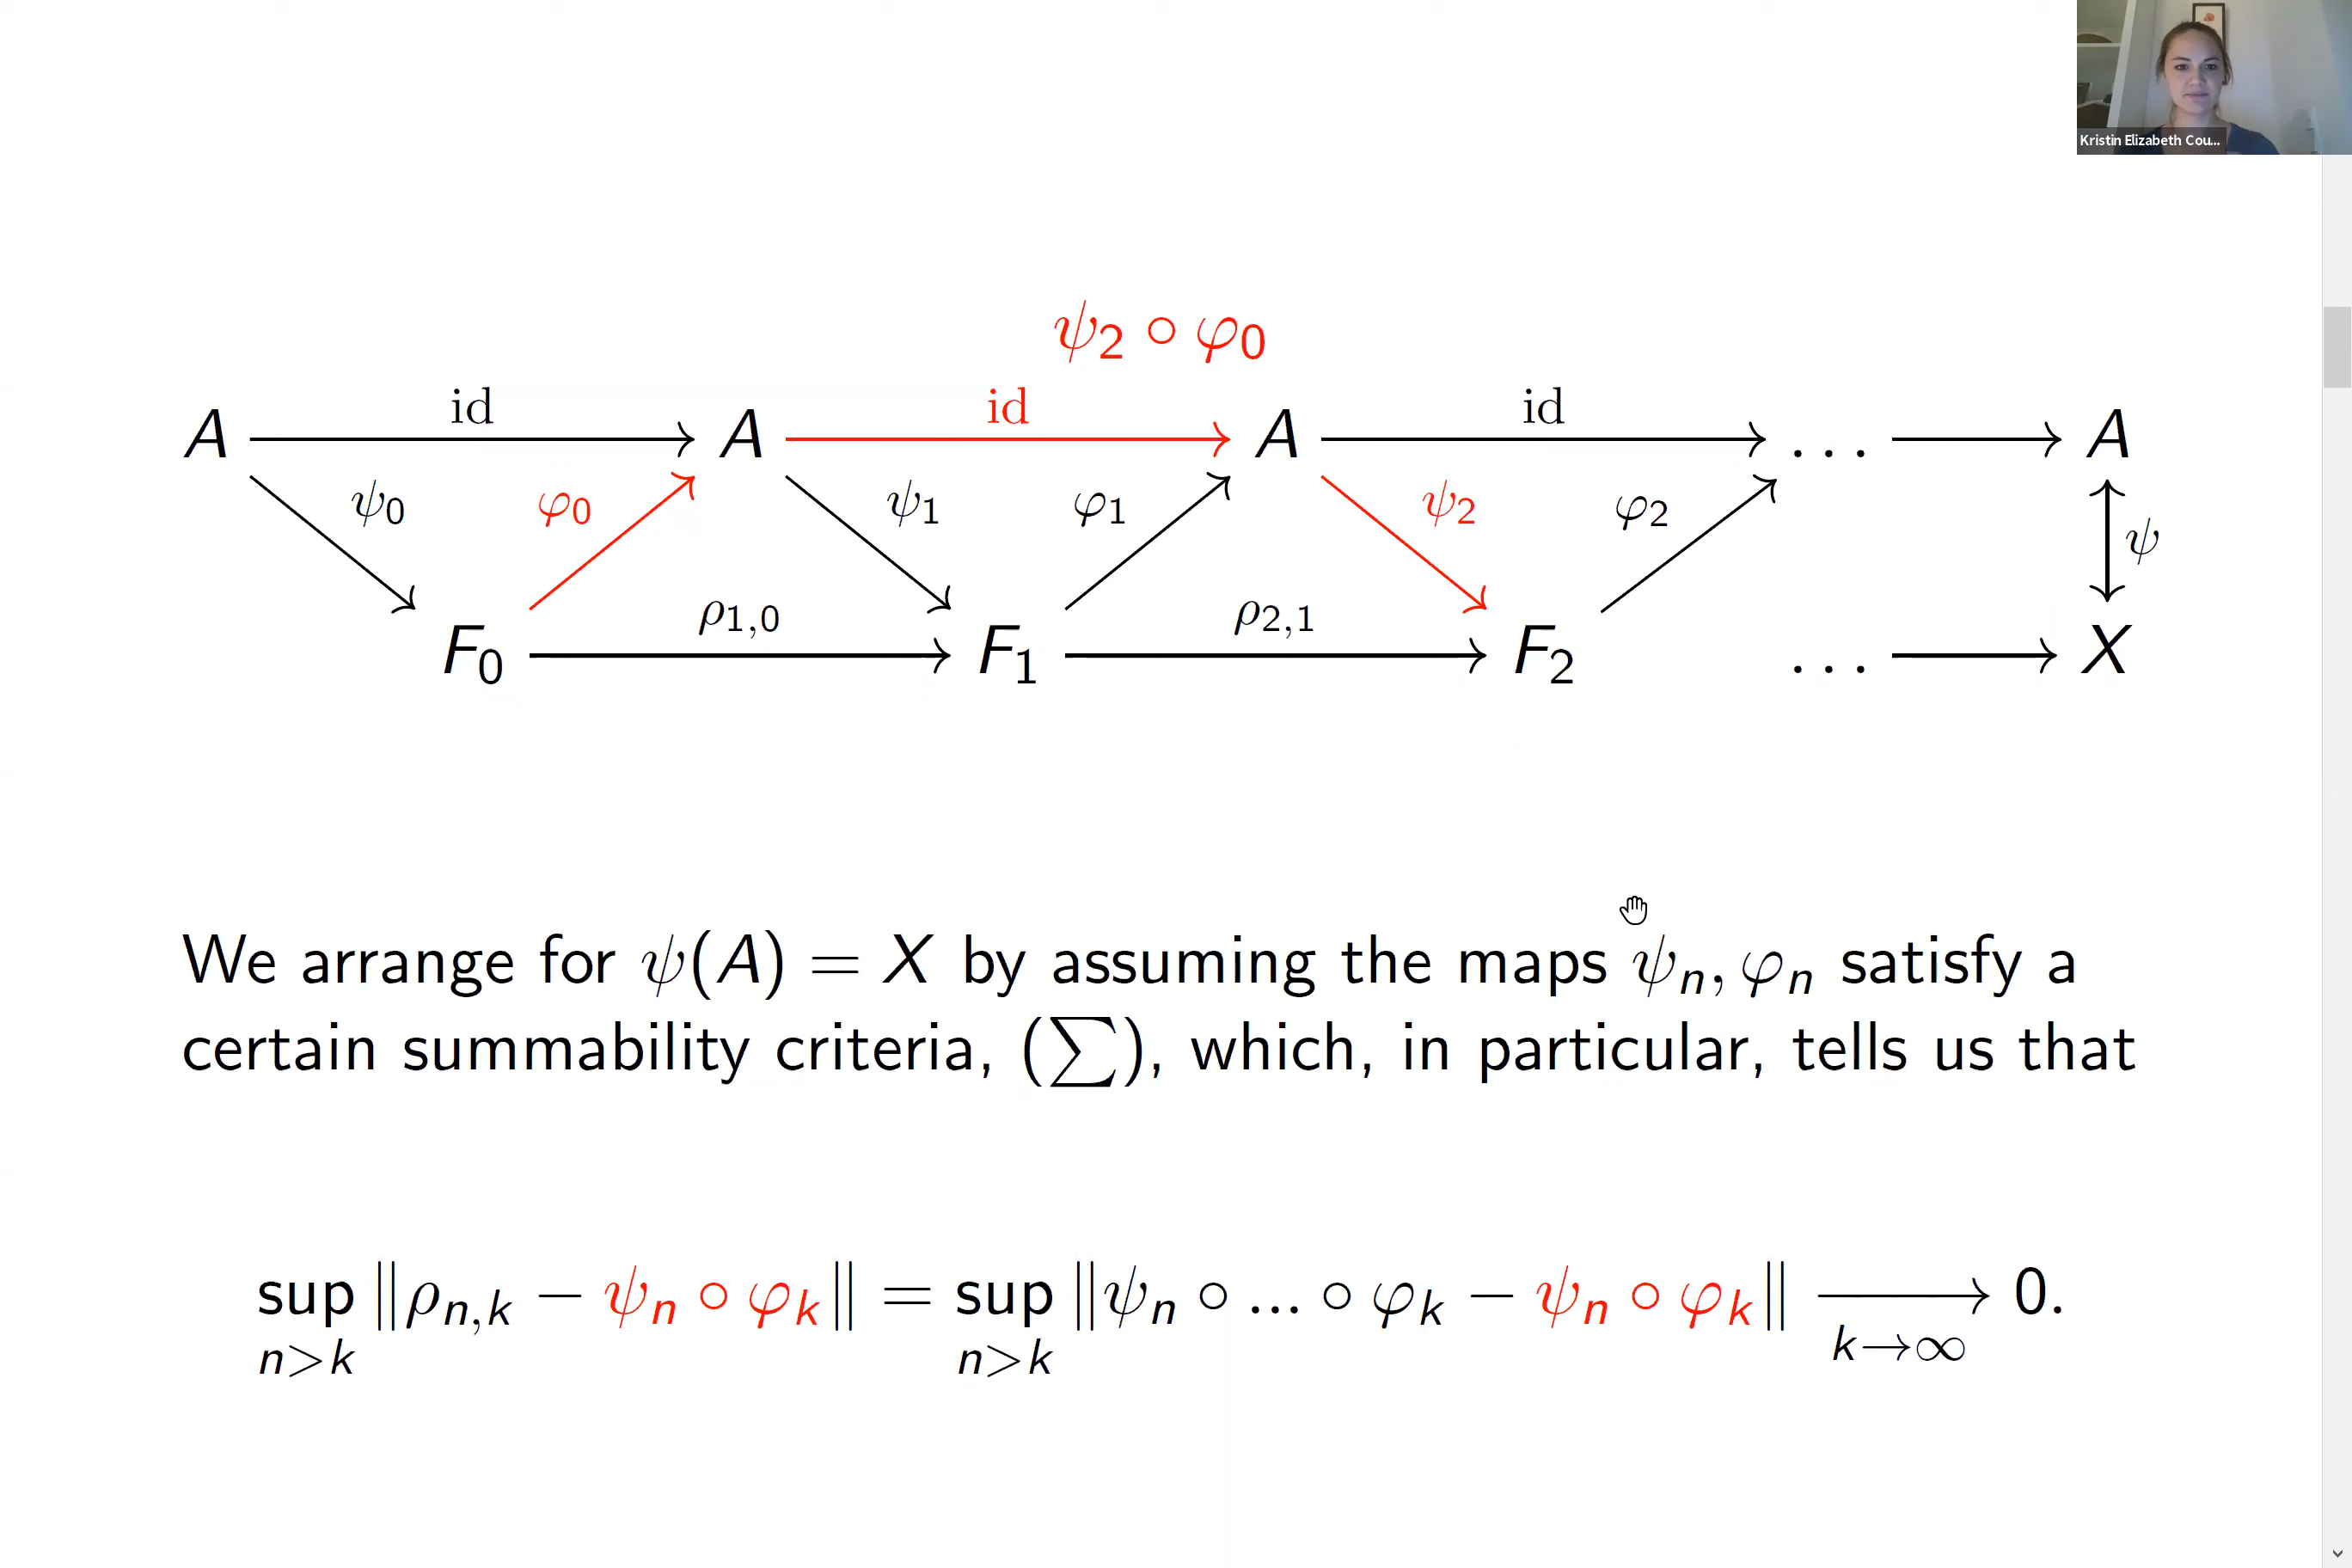 Kristin Elizabeth Cou...
ψ₂ ∘ φ₀
A id A id A id ... A
ψ₀ φ₀ ψ₁ φ₁ ψ₂ φ₂ ψ
ρ₁,₀ ρ₂,₁
F₀ F₁ F₂ ... X
We arrange for ψ(A) = X by assuming the maps ψₙ, φₙ satisfy a
certain summability criteria, (∑), which, in particular, tells us that
sup ‖ρₙ,ₖ − ψₙ ∘ φₖ‖ = sup ‖ψₙ ∘ ... ∘ φₖ − ψₙ ∘ φₖ‖ ⟶ 0.
n>k n>k k→∞